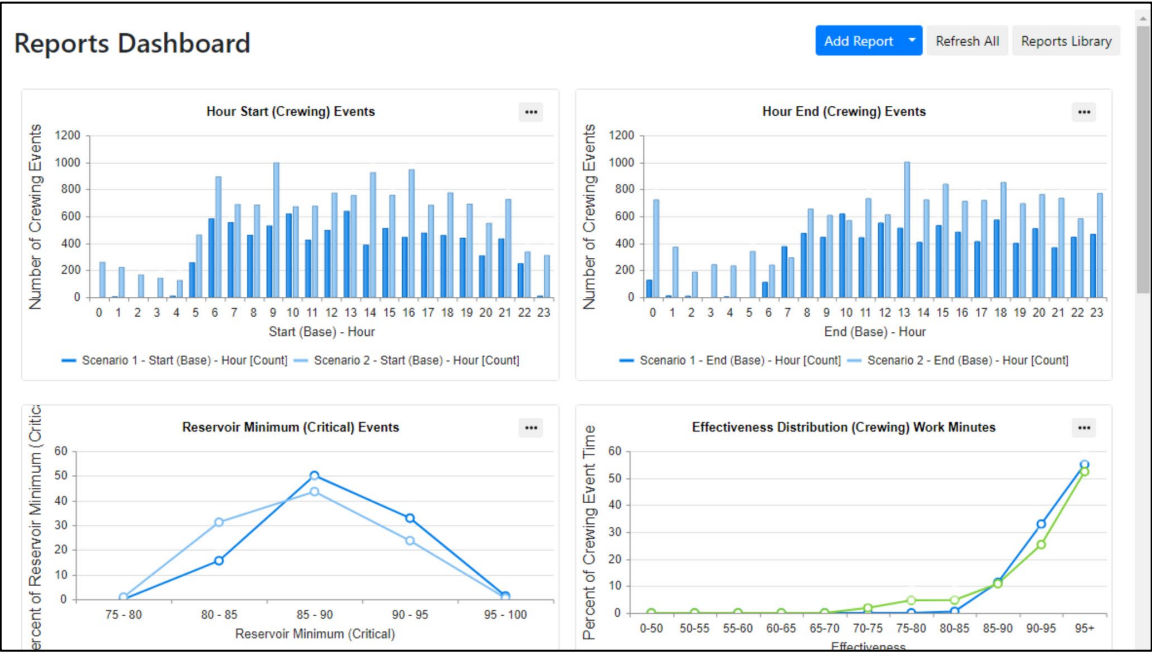 Reports Dashboard
Add Report
Refresh All
Reports Library
Hour Start (Crewing) Events
•••
Number of Crewing Events
1200
1000
800
600
400
200
0
0 1 2 3 4 5 6 7 8 9 10 11 12 13 14 15 16 17 18 19 20 21 22 23
Start (Base) - Hour
Scenario 1 - Start (Base) - Hour [Count] Scenario 2 - Start (Base) - Hour [Count]
Hour End (Crewing) Events
•••
Number of Crewing Events
1200
1000
800
600
400
200
0
0 1 2 3 4 5 6 7 8 9 10 11 12 13 14 15 16 17 18 19 20 21 22 23
End (Base) - Hour
Scenario 1 - End (Base) - Hour [Count] Scenario 2 - End (Base) - Hour [Count]
Reservoir Minimum (Critical) Events
•••
ercent of Reservoir Minimum (Critic
60
50
40
30
20
10
0
75 - 80 80 - 85 85 - 90 90 - 95 95 - 100
Reservoir Minimum (Critical)
Effectiveness Distribution (Crewing) Work Minutes
•••
Percent of Crewing Event Time
60
50
40
30
20
10
0
0-50 50-55 55-60 60-65 65-70 70-75 75-80 80-85 85-90 90-95 95+
Effectiveness